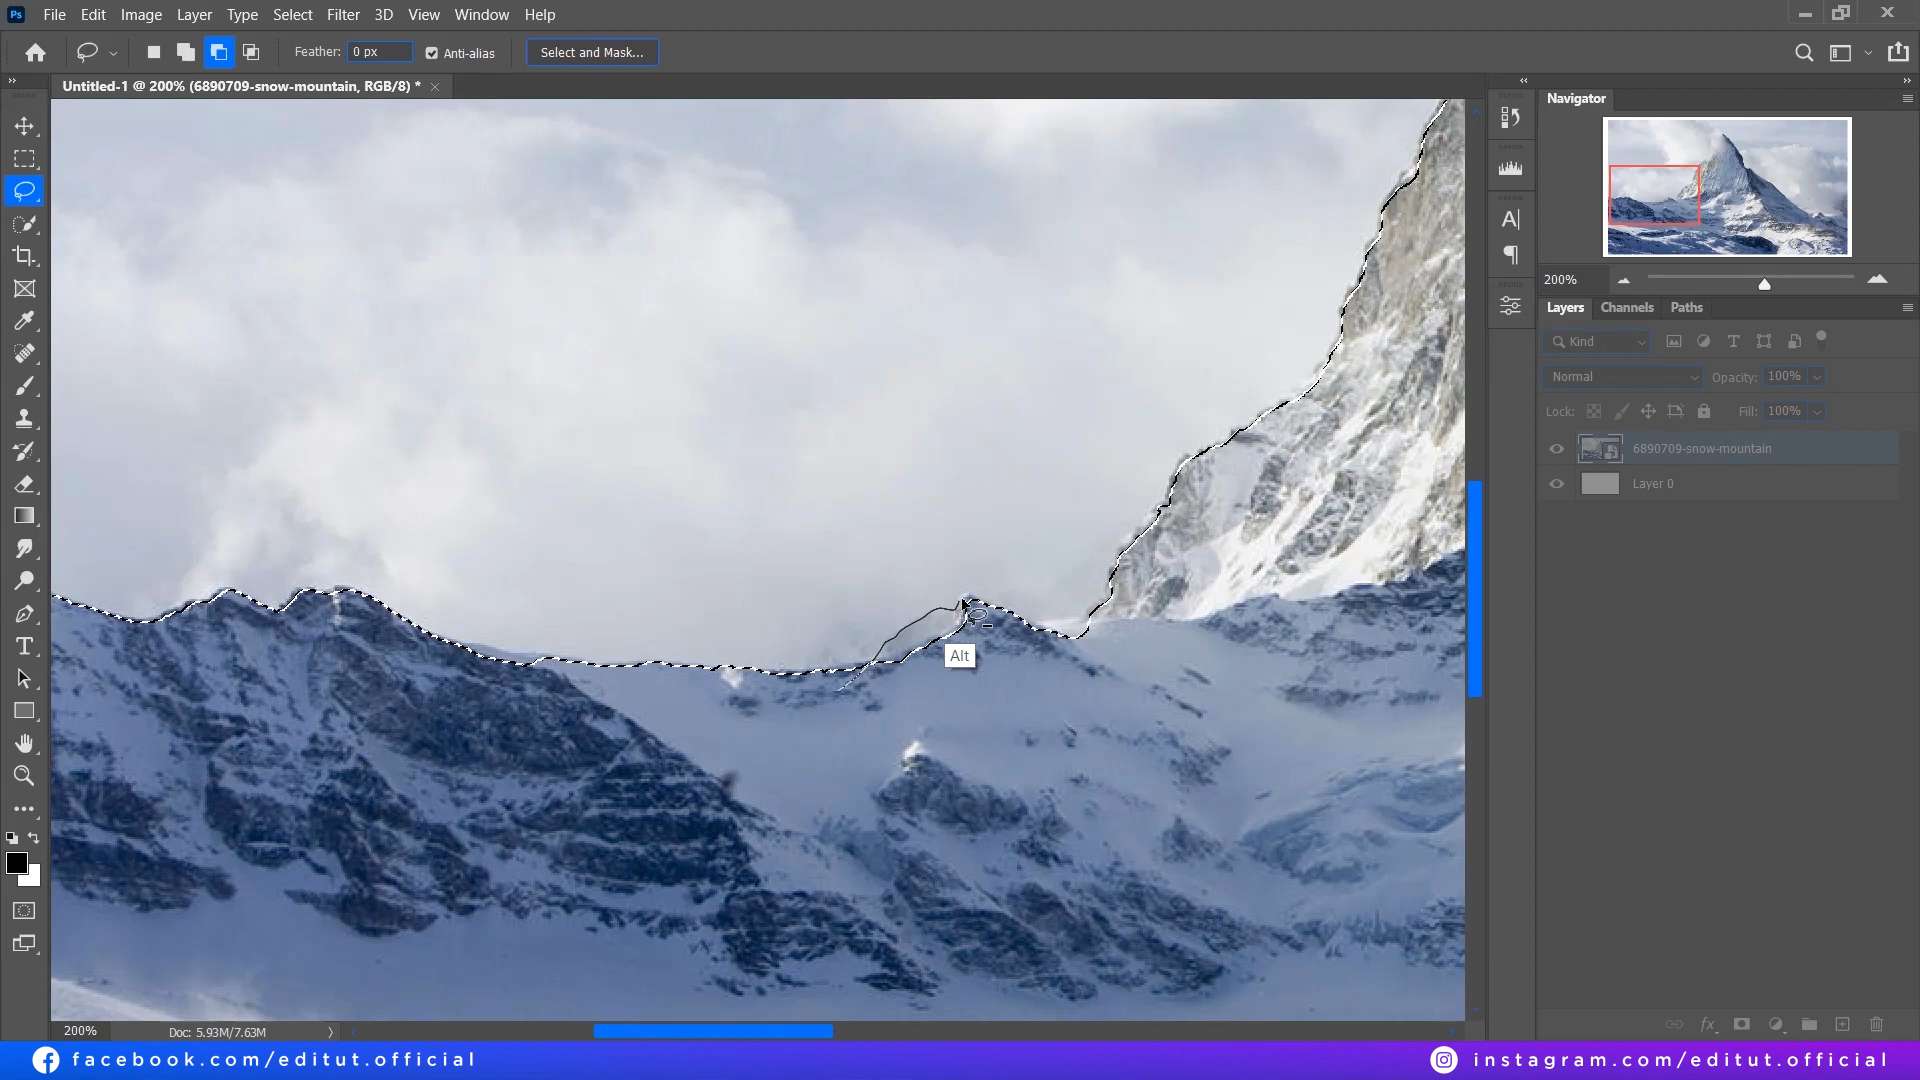 Ps File Edit Image Layer Type Select Filter 3D View Window Help
Feather: 0 px Anti-alias Select and Mask...
Untitled-1 @ 200% (6890709-snow-mountain, RGB/8) *
Navigator
200%
Layers Channels Paths
Kind
Normal Opacity: 100%
Lock: Fill: 100%
6890709-snow-mountain
Layer 0
Alt
200% Doc: 5.93M/7.63M
facebook.com/editut.official
instagram.com/editut.official